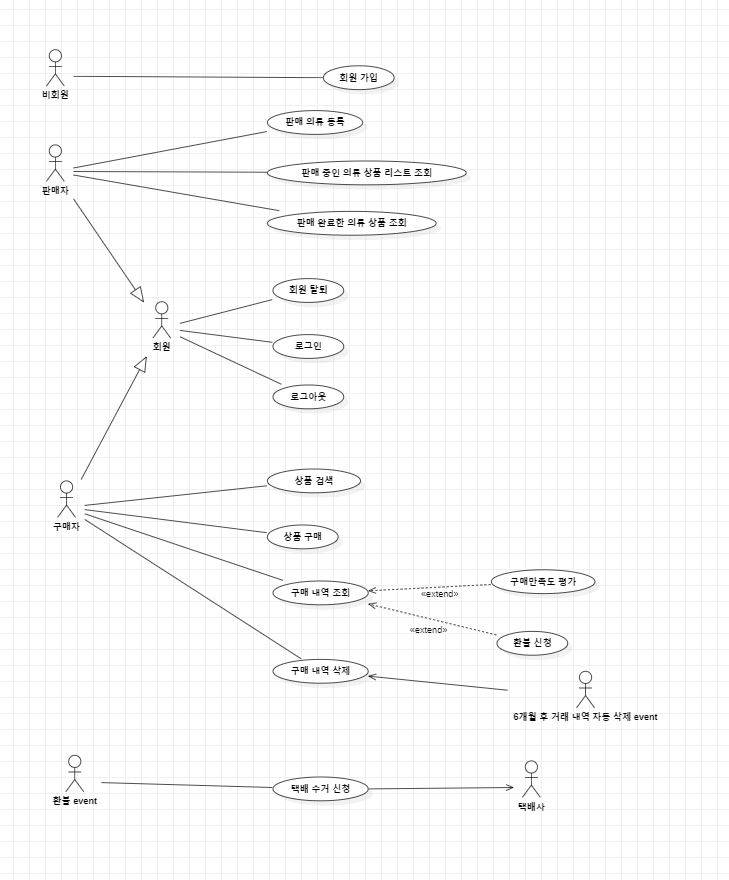 회원 가입
비회원
판매 의류 등록
판매 중인 의류 상품 리스트 조회
판매자
판매 완료한 의류 상품 조회
회원 탈퇴
로그인
회원
로그아웃
상품 검색
구매자
상품 구매
구매만족도 평가
구매 내역 조회
«extend»
«extend»
환불 신청
구매 내역 삭제
6개월 후 거래 내역 자동 삭제 event
택배 수거 신청
환불 event
택배사